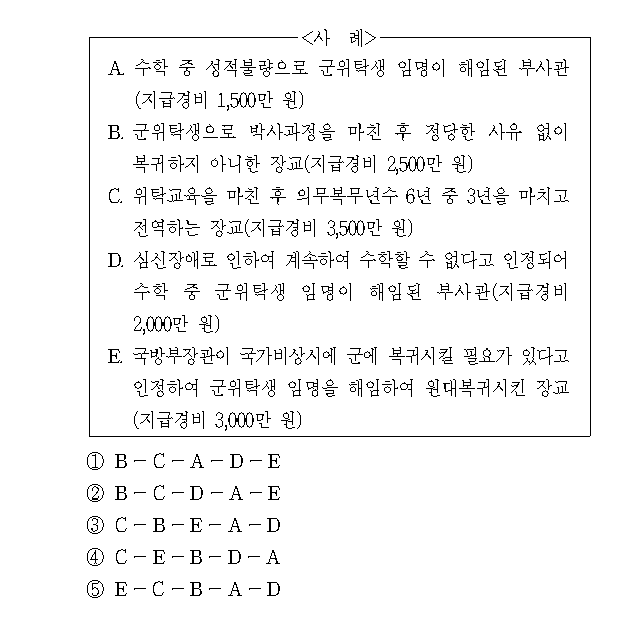 <사 례>
A. 수학 중 성적불량으로 군위탁생 임명이 해임된 부사관
(지급경비 1,500만 원)
B. 군위탁생으로 박사과정을 마친 후 정당한 사유 없이
복귀하지 아니한 장교(지급경비 2,500만 원)
C. 위탁교육을 마친 후 의무복무년수 6년 중 3년을 마치고
전역하는 장교(지급경비 3,500만 원)
D. 심신장애로 인하여 계속하여 수학할 수 없다고 인정되어
수학 중 군위탁생 임명이 해임된 부사관(지급경비
2,000만 원)
E. 국방부장관이 국가비상시에 군에 복귀시킬 필요가 있다고
인정하여 군위탁생 임명을 해임하여 원대복귀시킨 장교
(지급경비 3,000만 원)
① B－C－A－D－E
② B－C－D－A－E
③ C－B－E－A－D
④ C－E－B－D－A
⑤ E－C－B－A－D